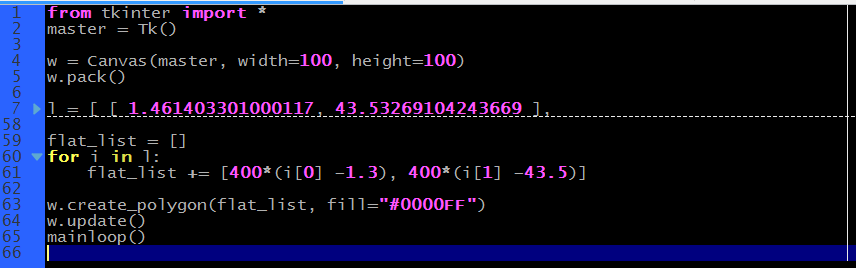 1 from tkinter import *
2 master = Tk()
3
4 w = Canvas(master, width=100, height=100)
5 w.pack()
6
7 l = [ [ 1.461403301000117, 43.53269104243669 ],
58
59 flat_list = []
60 for i in l:
61     flat_list += [400*(i[0] -1.3), 400*(i[1] -43.5)]
62
63 w.create_polygon(flat_list, fill="#0000FF")
64 w.update()
65 mainloop()
66